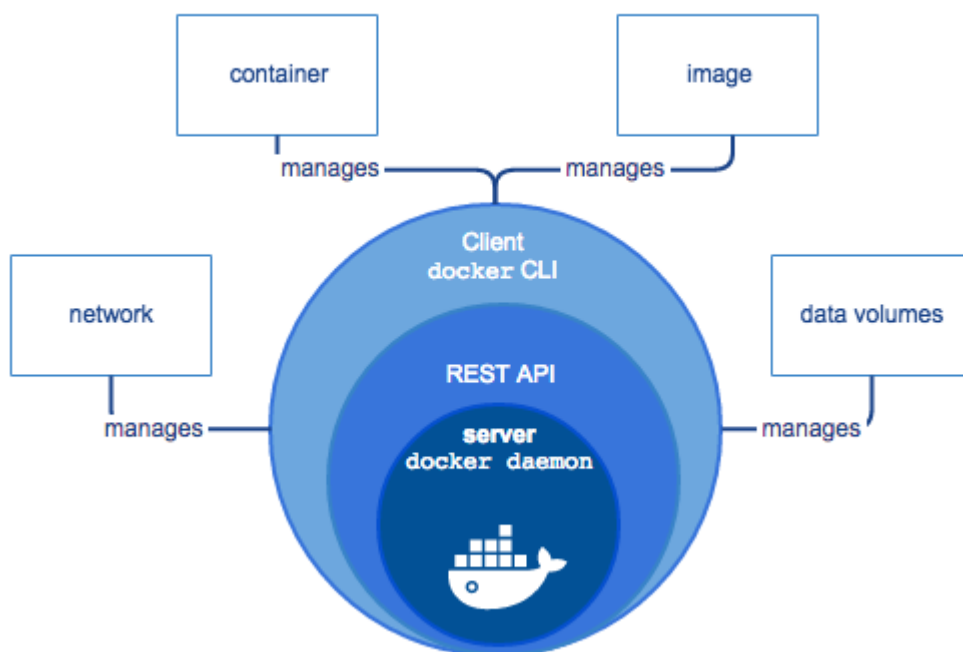 container
image
manages
manages
Client
docker CLI
network
data volumes
REST API
manages
server
manages
docker daemon